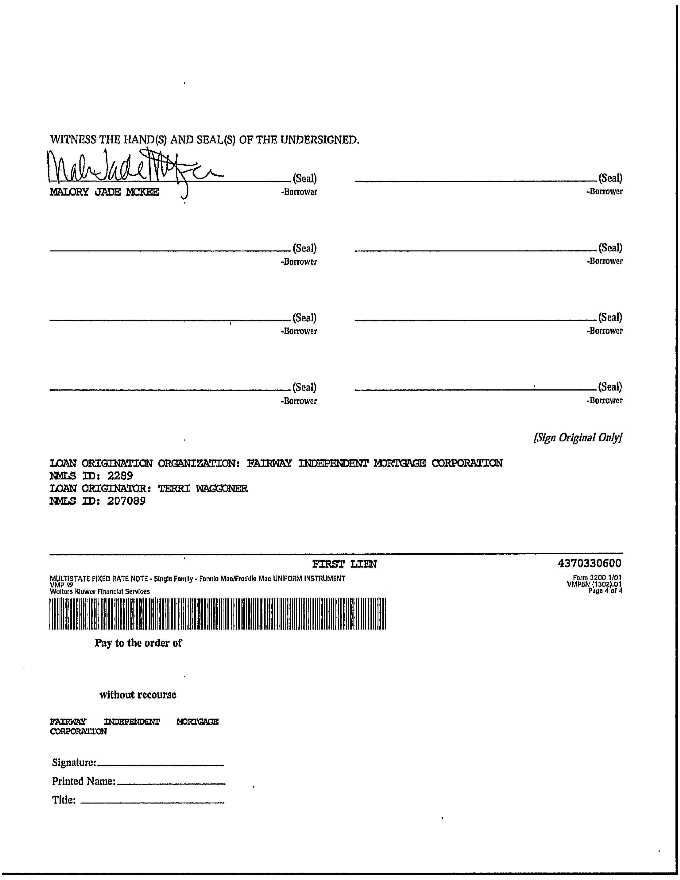 WITNESS THE HAND(S) AND SEAL(S) OF THE UNDERSIGNED.
(Seal) (Seal)
MALORY JADE MCKEE -Borrower -Borrower
(Seal) (Seal)
-Borrower -Borrower
(Seal) (Seal)
-Borrower -Borrower
(Seal) (Seal)
-Borrower -Borrower
[Sign Original Only]
LOAN ORIGINATION ORGANIZATION: FAIRWAY INDEPENDENT MORTGAGE CORPORATION
NMLS ID: 2289
LOAN ORIGINATOR: TERRI WAGGONER
NMLS ID: 207089
FIRST LIEN 4370330600
MULTISTATE FIXED RATE NOTE - Single Family - Fannie Mae/Freddie Mac UNIFORM INSTRUMENT Form 3200 1/01
VMP ® VMP5N (1302).01
Wolters Kluwer Financial Services Page 4 of 4
Pay to the order of
without recourse
FAIRWAY INDEPENDENT MORTGAGE
CORPORATION
Signature:
Printed Name:
Title: